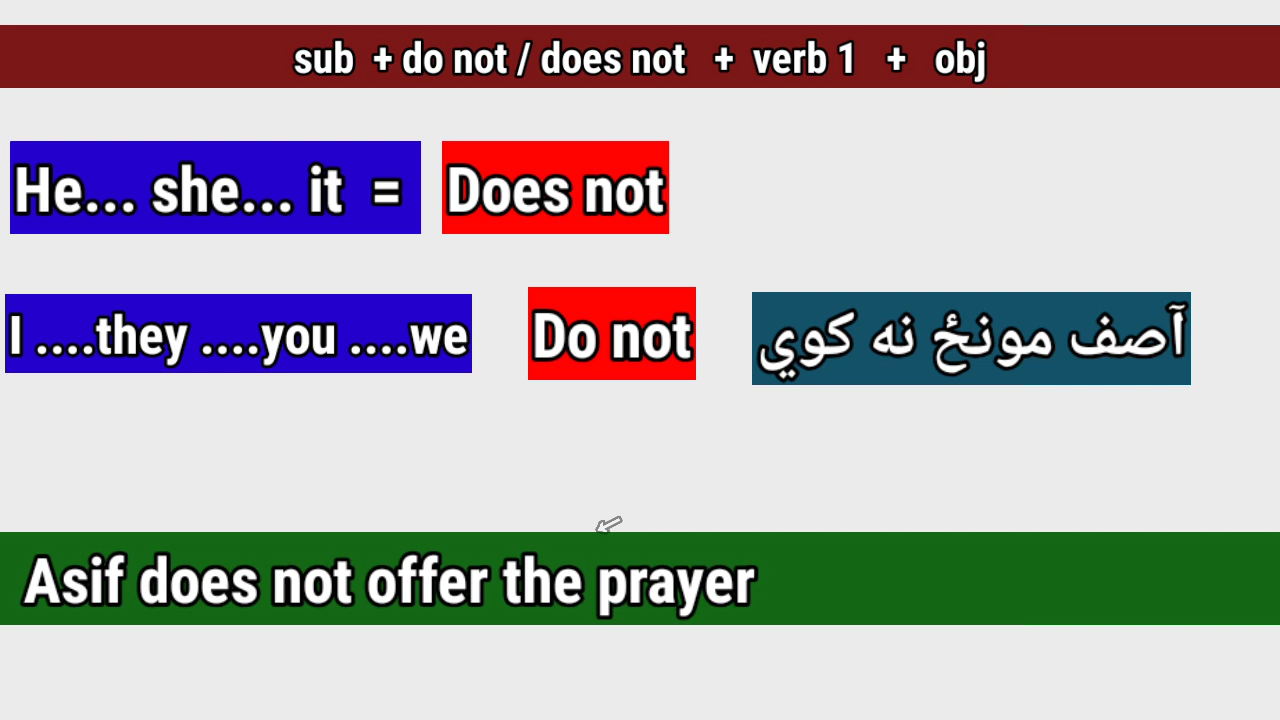 sub + do not / does not + verb 1 + obj
He... she... it = Does not
I ....they ....you ....we Do not آصف مونځ نه كوي
Asif does not offer the prayer